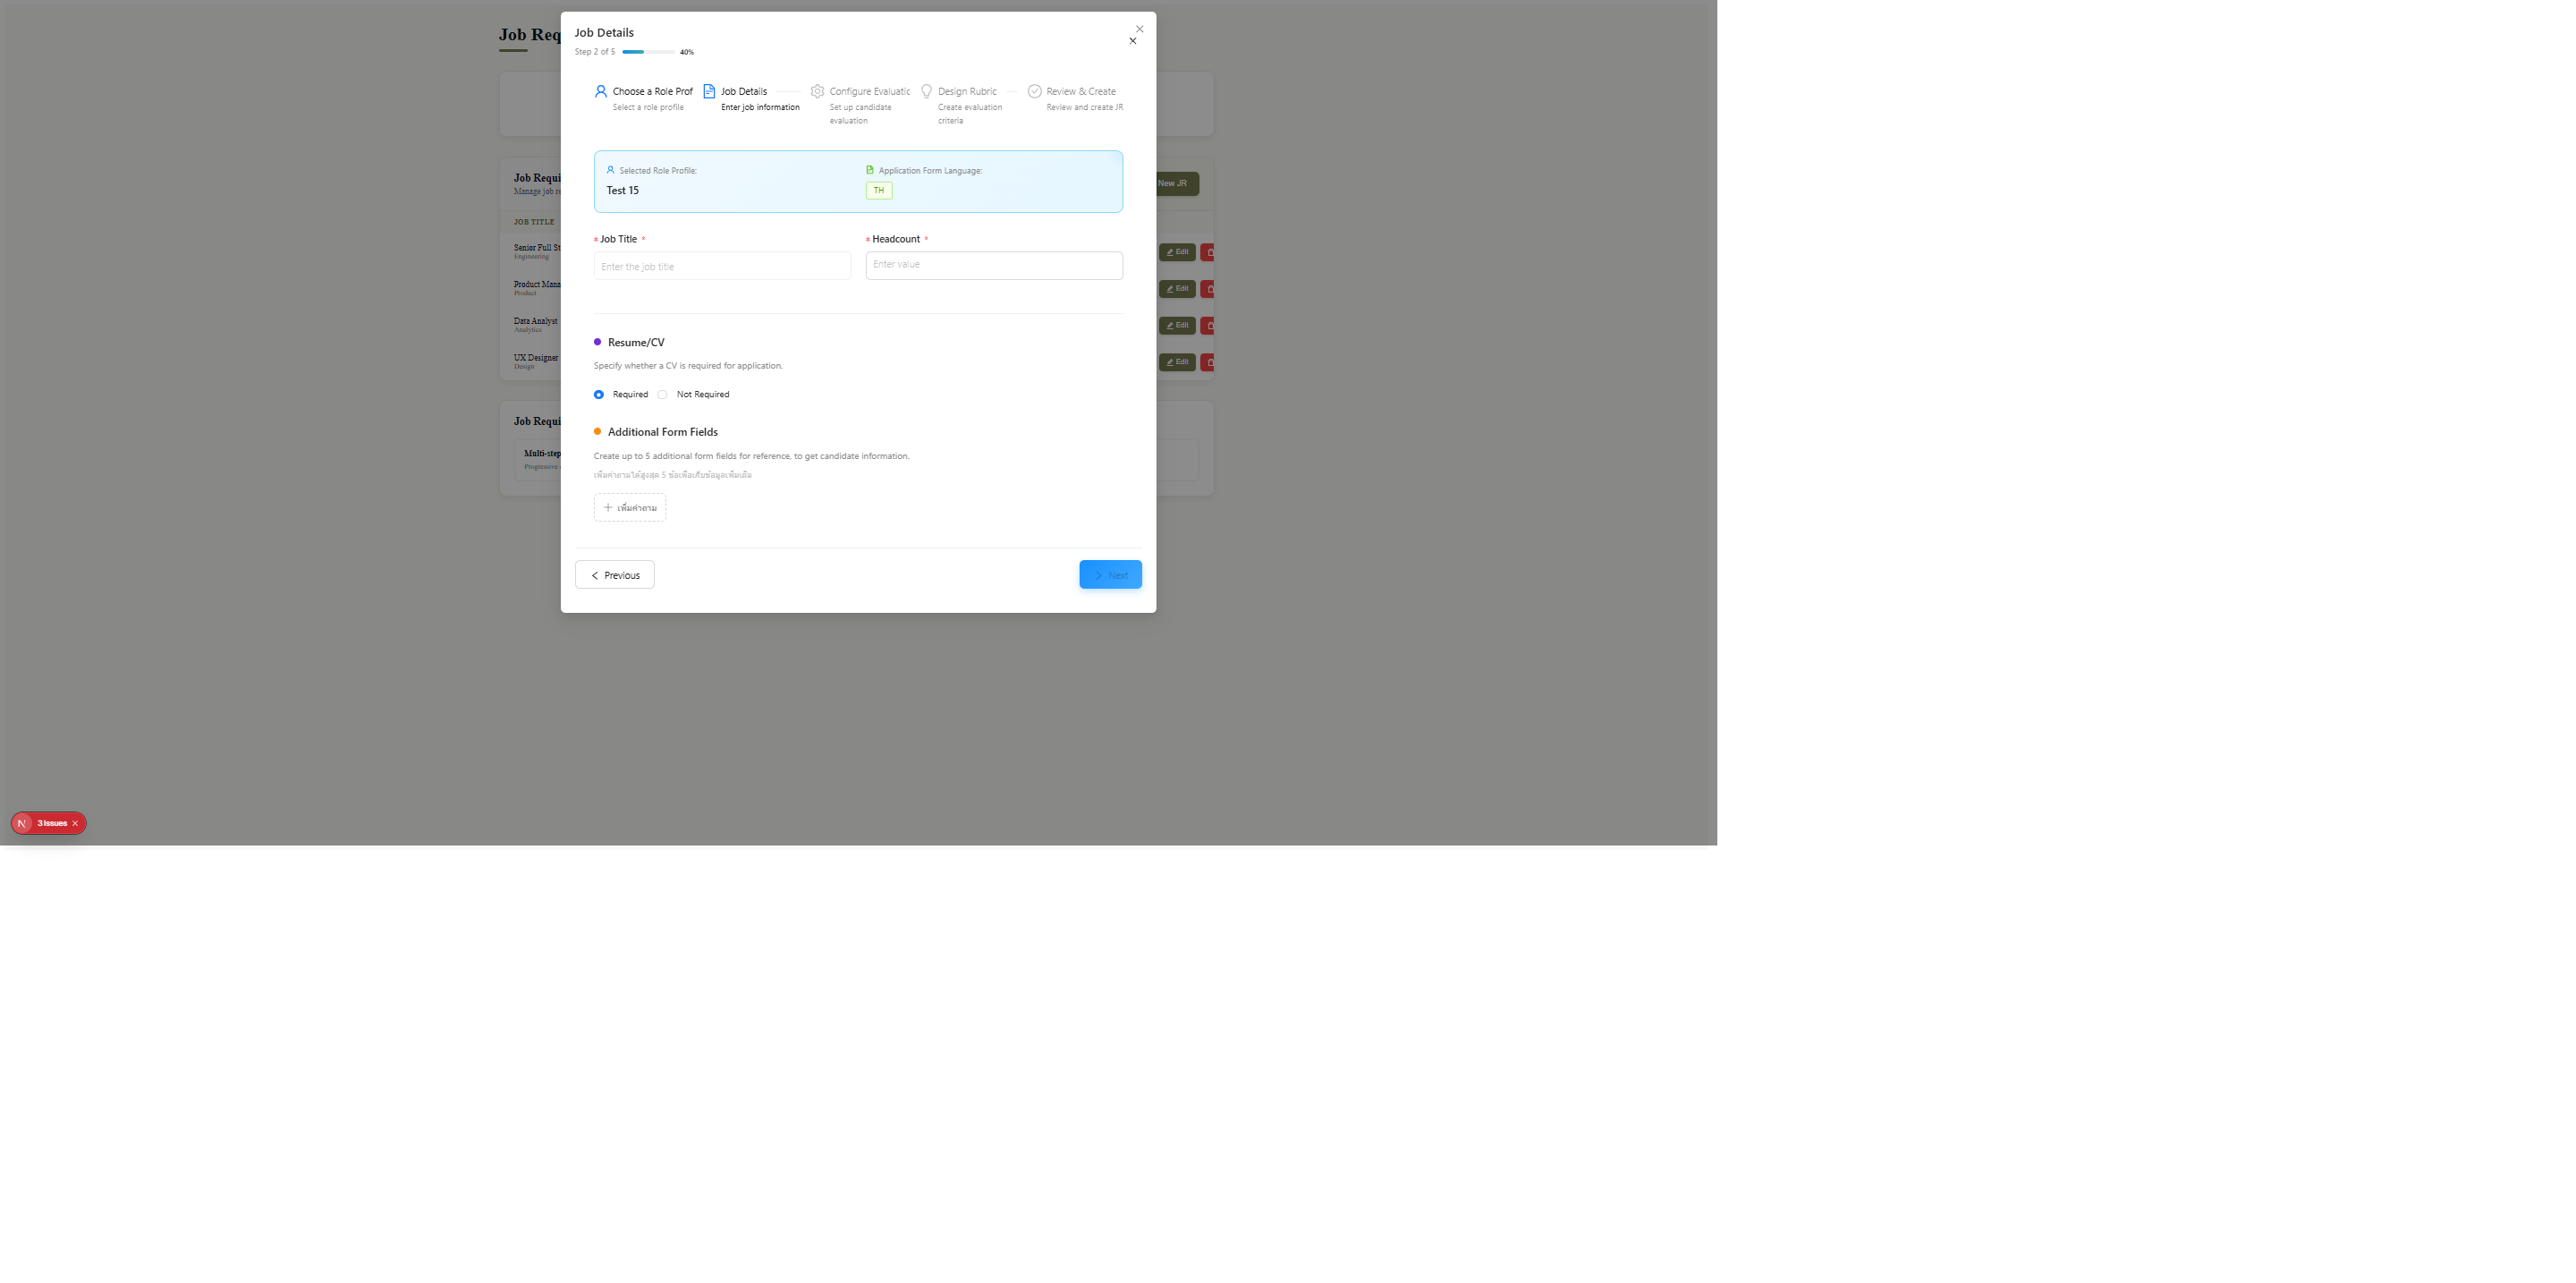 Job Req
Job Details
Step 2 of 5 40%
Choose a Role Prof
Select a role profile
Job Details
Enter job information
Configure Evaluatic
Set up candidate
evaluation
Design Rubric
Create evaluation
criteria
Review & Create
Review and create JR
Selected Role Profile:
Test 15
Application Form Language:
TH
* Job Title *
Enter the job title
* Headcount *
Enter value
Resume/CV
Specify whether a CV is required for application.
Required Not Required
Additional Form Fields
Create up to 5 additional form fields for reference, to get candidate information.
เพิ่มคำถามได้สูงสุด 5 ข้อเพื่อเก็บข้อมูลเพิ่มเติม
เพิ่มคำถาม
Previous
Next
Job Requi
Manage job re
New JR
JOB TITLE
Senior Full St
Engineering
Edit
Product Mana
Product
Edit
Data Analyst
Analytics
Edit
UX Designer
Design
Edit
Job Requi
Multi-step
Progressive
N 3 Issues